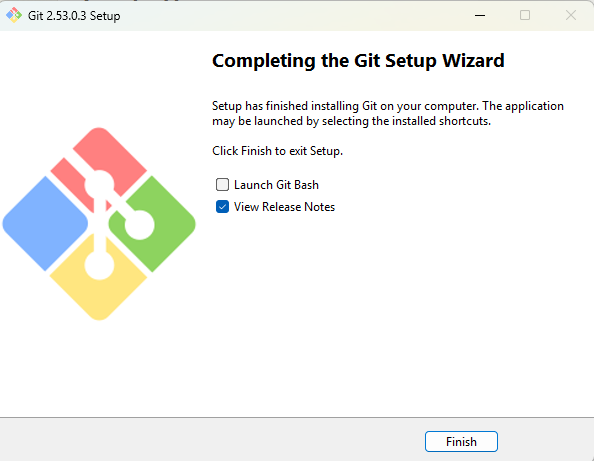 Git 2.53.0.3 Setup
Completing the Git Setup Wizard
Setup has finished installing Git on your computer. The application
may be launched by selecting the installed shortcuts.
Click Finish to exit Setup.
Launch Git Bash
View Release Notes
Finish